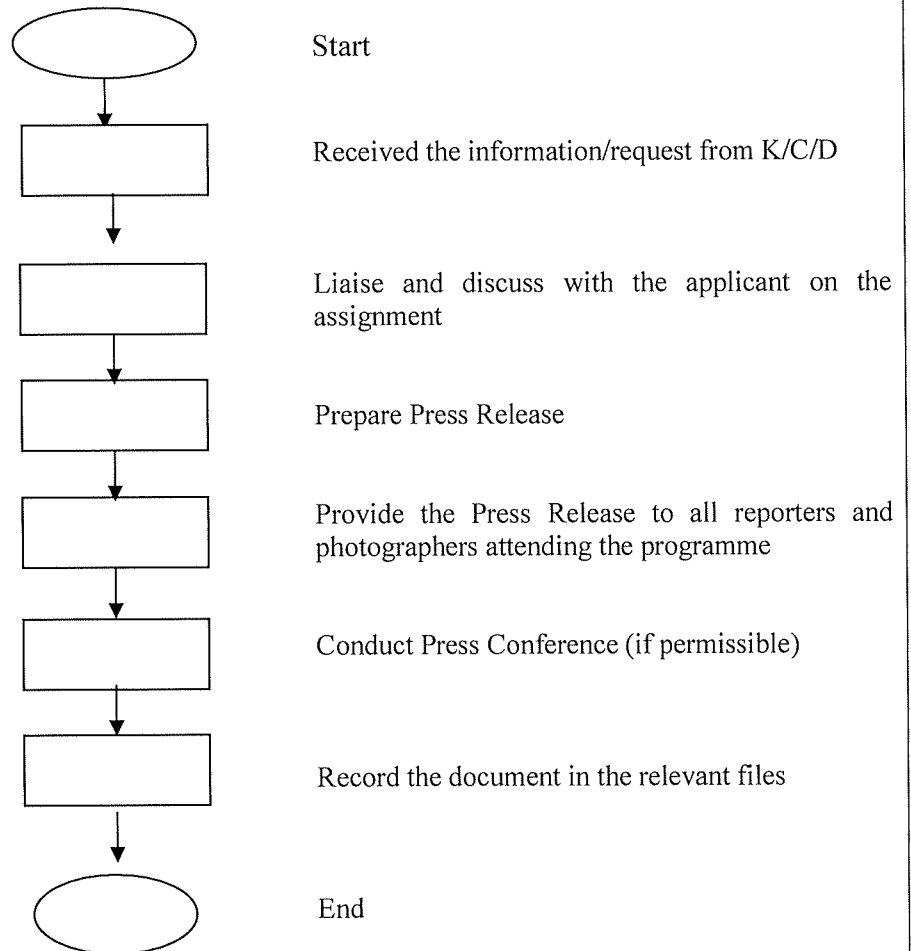 Start
Received the information/request from K/C/D
Liaise and discuss with the applicant on the
assignment
Prepare Press Release
Provide the Press Release to all reporters and
photographers attending the programme
Conduct Press Conference (if permissible)
Record the document in the relevant files
End